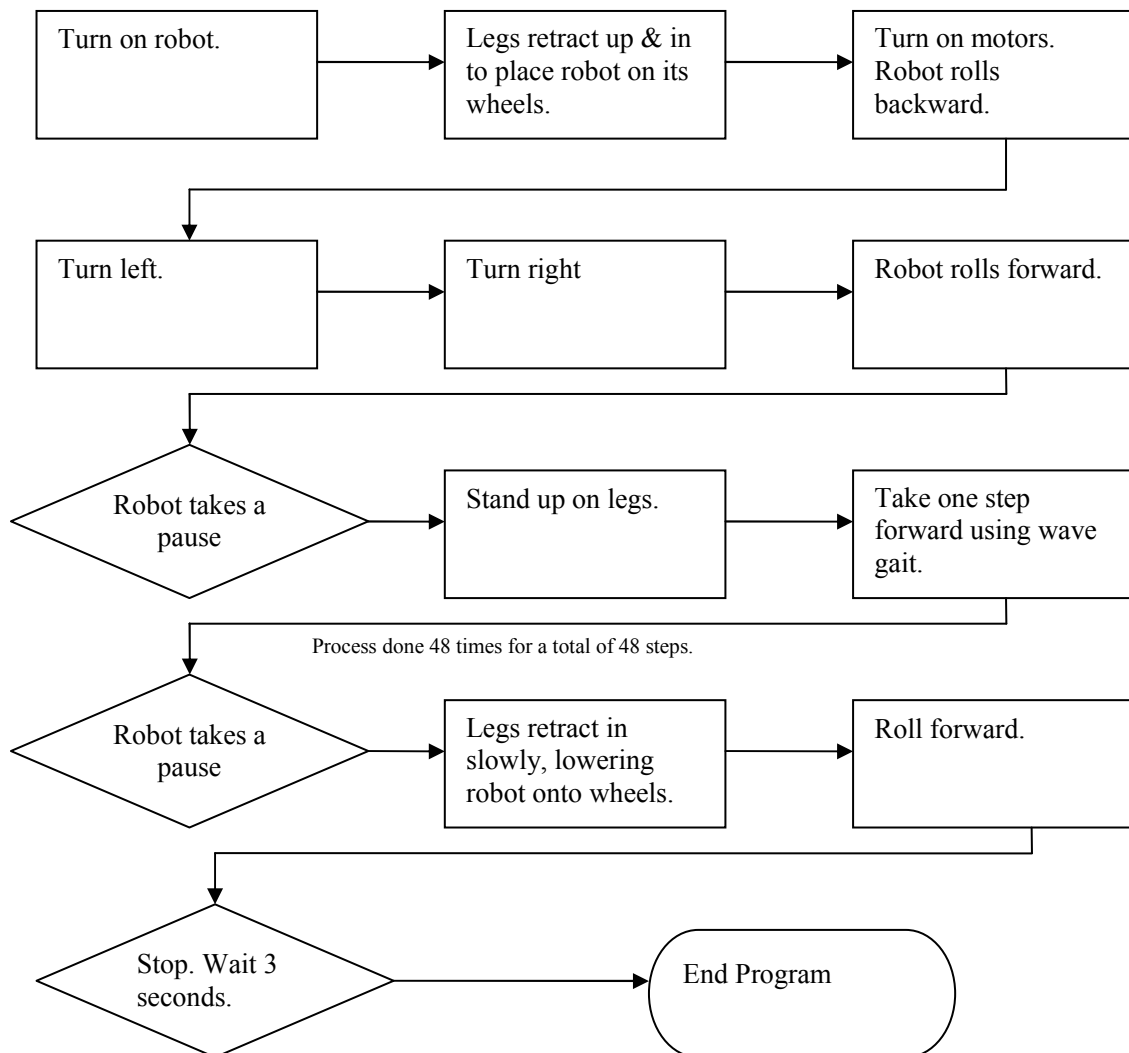 Turn on robot.
Legs retract up & in
to place robot on its
wheels.
Turn on motors.
Robot rolls
backward.
Turn left.
Turn right
Robot rolls forward.
Robot takes a
pause
Stand up on legs.
Take one step
forward using wave
gait.
Process done 48 times for a total of 48 steps.
Robot takes a
pause
Legs retract in
slowly, lowering
robot onto wheels.
Roll forward.
Stop. Wait 3
seconds.
End Program